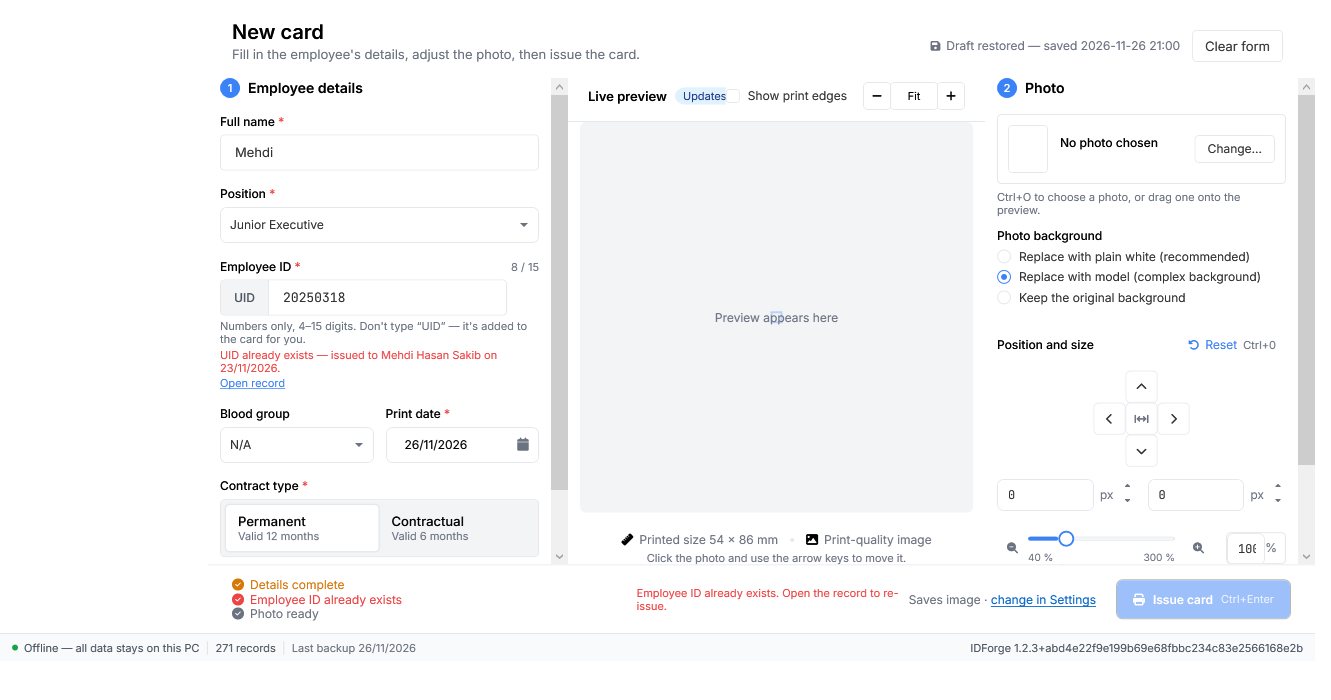 New card
Fill in the employee's details, adjust the photo, then issue the card.
Draft restored — saved 2026-11-26 21:00
Clear form
1 Employee details
Full name *
Mehdi
Position *
Junior Executive
Employee ID *
8 / 15
UID
20250318
Numbers only, 4–15 digits. Don't type “UID” — it's added to
the card for you.
UID already exists — issued to Mehdi Hasan Sakib on
23/11/2026.
Open record
Blood group
Print date *
N/A
26/11/2026
Contract type *
Permanent
Valid 12 months
Contractual
Valid 6 months
Live preview
Updates
Show print edges
Fit
Preview appears here
Printed size 54 × 86 mm
Print-quality image
Click the photo and use the arrow keys to move it.
2 Photo
No photo chosen
Change...
Ctrl+O to choose a photo, or drag one onto the
preview.
Photo background
Replace with plain white (recommended)
Replace with model (complex background)
Keep the original background
Position and size
Reset Ctrl+0
0 px
0 px
40 %
300 %
100 %
Details complete
Employee ID already exists
Photo ready
Employee ID already exists. Open the record to re-
issue.
Saves image · change in Settings
Issue card Ctrl+Enter
Offline — all data stays on this PC
271 records
Last backup 26/11/2026
IDForge 1.2.3+abd4e22f9e199b69e68fbbc234c83e2566168e2b